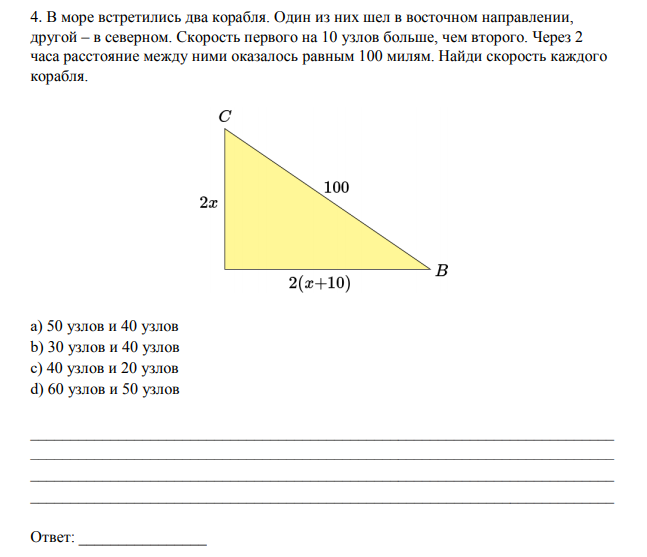 4. В море встретились два корабля. Один из них шел в восточном направлении,
другой – в северном. Скорость первого на 10 узлов больше, чем второго. Через 2
часа расстояние между ними оказалось равным 100 милям. Найди скорость каждого
корабля.
C
100
2x
B
2(x+10)
a) 50 узлов и 40 узлов
b) 30 узлов и 40 узлов
c) 40 узлов и 20 узлов
d) 60 узлов и 50 узлов
Ответ: